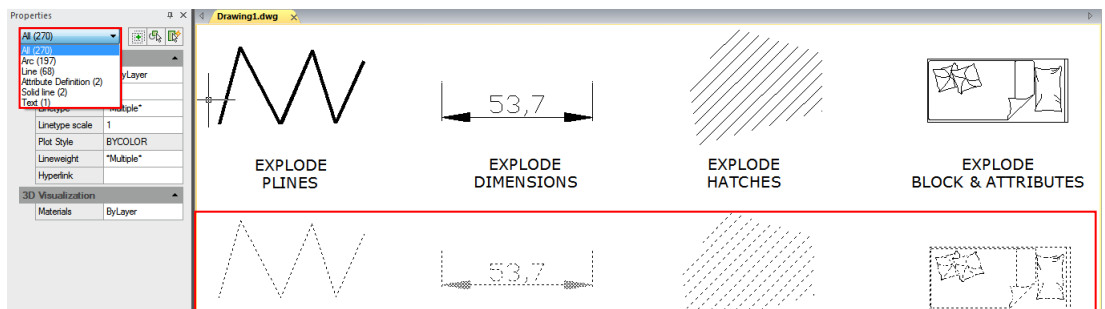 Properties
Drawing1.dwg
All (270)
All (270)
Arc (197)
Line (68)
Attribute Definition (2)
Solid line (2)
Text (1)
ByLayer
Linetype "Multiple"
Linetype scale 1
Plot Style BYCOLOR
Lineweight "Multiple"
Hyperlink
3D Visualization
Materials ByLayer
53,7
EXPLODE
PLINES
EXPLODE
DIMENSIONS
EXPLODE
HATCHES
EXPLODE
BLOCK & ATTRIBUTES
53,7